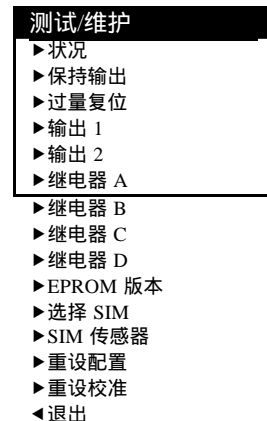 测试/维护
▶状况
▶保持输出
▶过量复位
▶输出 1
▶输出 2
▶继电器 A
▶继电器 B
▶继电器 C
▶继电器 D
▶EPROM 版本
▶选择 SIM
▶SIM 传感器
▶重设配置
▶重设校准
◀退出